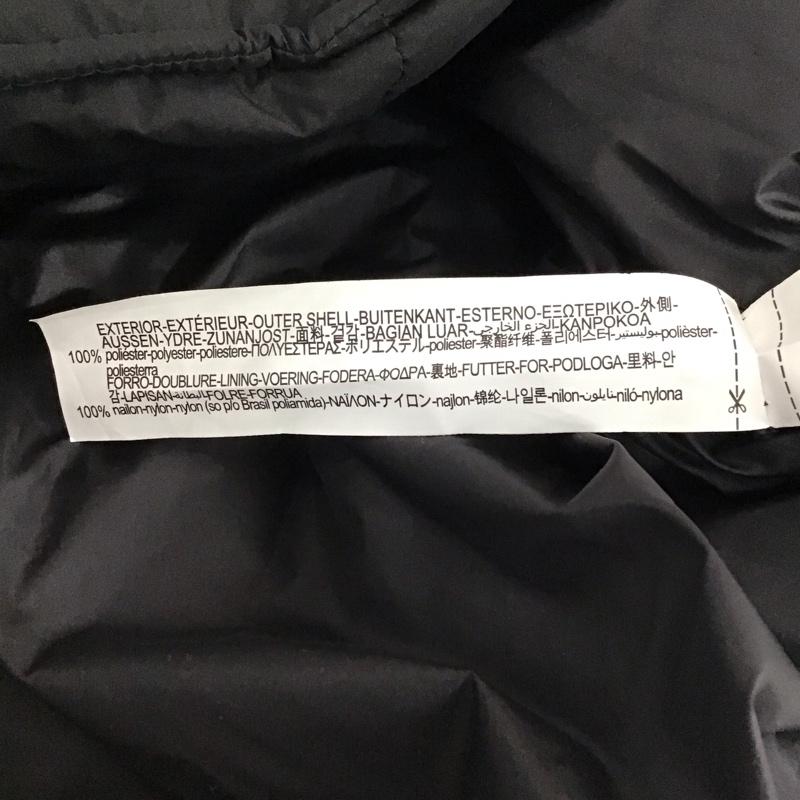 EXTERIOR-EXTÉRIEUR-OUTER SHELL-BUITENKANT-ESTERNO-ΕΞΩΤΕΡΙΚΟ-外側-
AUSSEN-YDRE-ZUNANJOST-面料-겉감-BAGIAN LUAR-الجزء الخارجي-KANPOKOA
100% poliéster-polyester-poliestere-ΠΟΛΥΕΣΤΕΡΑΣ-ポリエステル-poliester-聚酯纤维-폴리에스터-بوليستير-polièster-
poliesterra
FORRO-DOUBLURE-LINING-VOERING-FODERA-ΦΟΔΡΑ-裏地-FUTTER-FOR-PODLOGA-里料-안
감-LAPISAN-البطانة-FOLRE-FORRUA
100% nailon-nylon-nylon (so p/o Brasil poliamida)-ΝΑΪΛΟΝ-ナイロン-najlon-锦纶-나일론-nilon-نايلون-niló-nylona